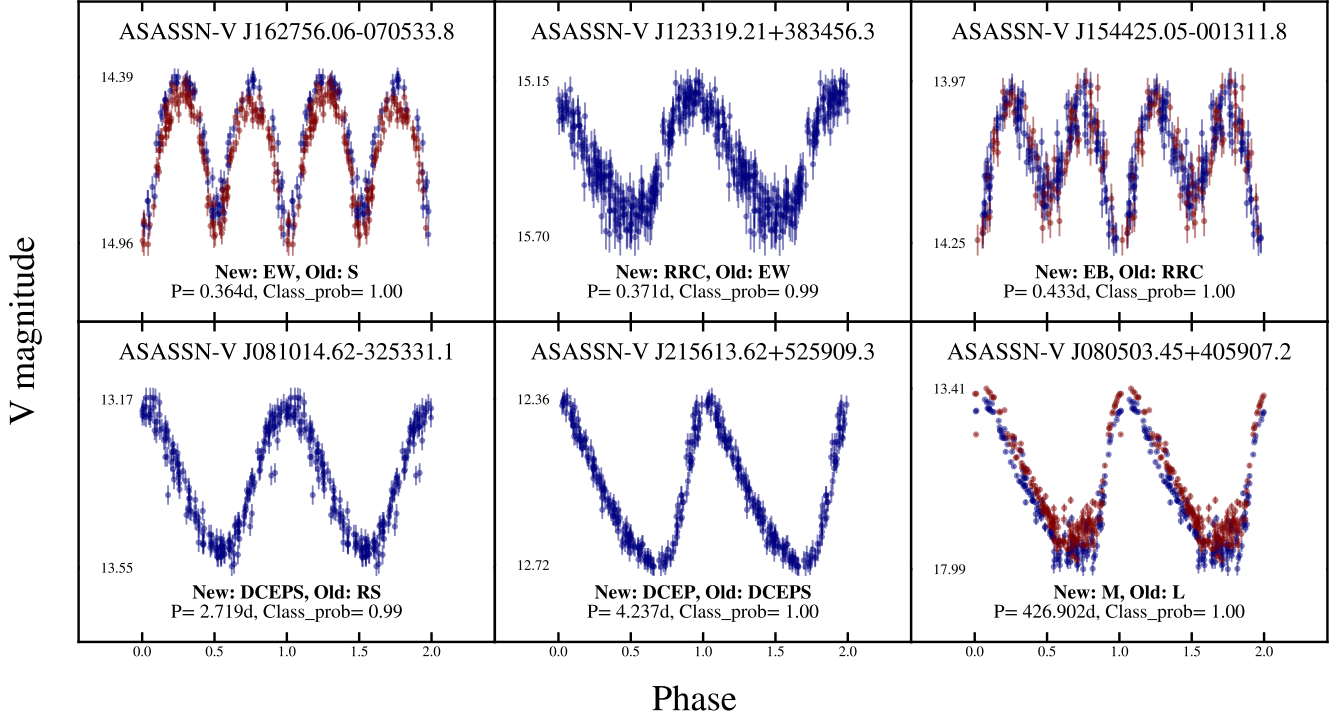 V magnitude
ASASSN-V J162756.06-070533.8
14.39
14.96
New: EW, Old: S
P= 0.364d, Class_prob= 1.00
ASASSN-V J123319.21+383456.3
15.15
15.70
New: RRC, Old: EW
P= 0.371d, Class_prob= 0.99
ASASSN-V J154425.05-001311.8
13.97
14.25
New: EB, Old: RRC
P= 0.433d, Class_prob= 1.00
ASASSN-V J081014.62-325331.1
13.17
13.55
New: DCEPS, Old: RS
P= 2.719d, Class_prob= 0.99
0.0 0.5 1.0 1.5 2.0
ASASSN-V J215613.62+525909.3
12.36
12.72
New: DCEP, Old: DCEPS
P= 4.237d, Class_prob= 1.00
0.0 0.5 1.0 1.5 2.0
ASASSN-V J080503.45+405907.2
13.41
17.99
New: M, Old: L
P= 426.902d, Class_prob= 1.00
0.0 0.5 1.0 1.5 2.0
Phase